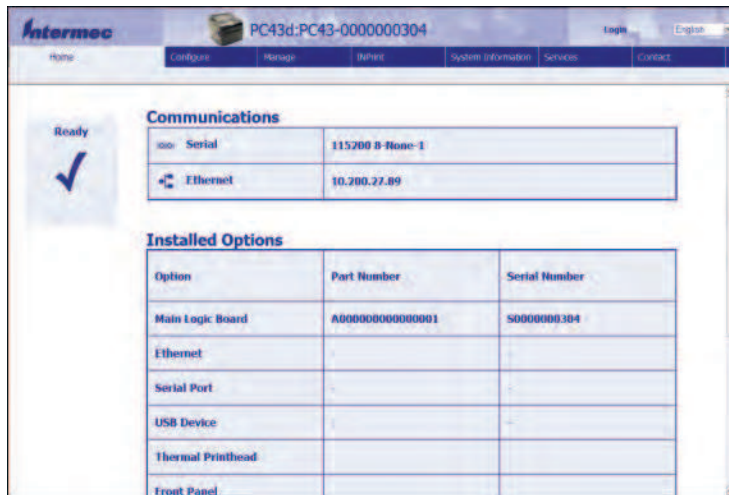 Intermec
PC43d:PC43-0000000304
Login
English
Home
Configure
Manage
INPrint
System Information
Services
Contact
Ready
Communications
Serial 115200 8-None-1
Ethernet 10.200.27.89
Installed Options
Option Part Number Serial Number
Main Logic Board A000000000000001 S0000000304
Ethernet - -
Serial Port - -
USB Device - -
Thermal Printhead
Front Panel